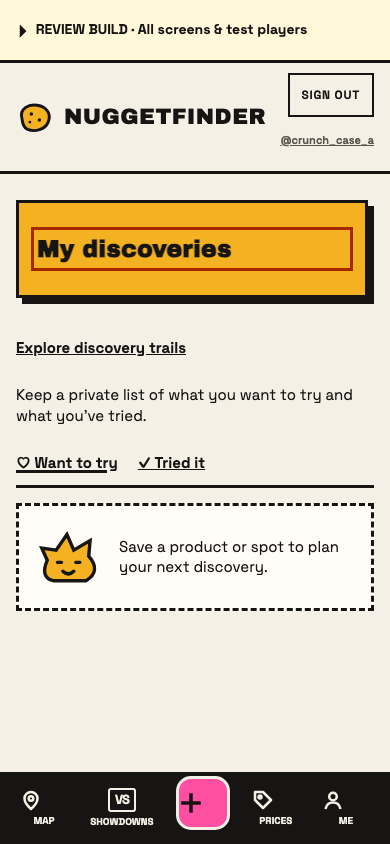 REVIEW BUILD · All screens & test players
SIGN OUT
NUGGETFINDER
@crunch_case_a
My discoveries
Explore discovery trails
Keep a private list of what you want to try and
what you've tried.
♡ Want to try ✓ Tried it
Save a product or spot to plan
your next discovery.
VS
+
MAP SHOWDOWNS PRICES ME